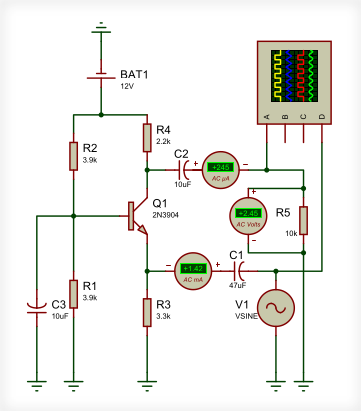 BAT1
12V
A
B
C
D
R4
2.2k
R2
3.9k
C2
10uF
+
+245
AC µA
−
Q1
2N3904
+
+2.45
AC Volts
−
R5
10k
−
+1.42
AC mA
+
C1
47uF
C3
10uF
R1
3.9k
R3
3.3k
V1
VSINE